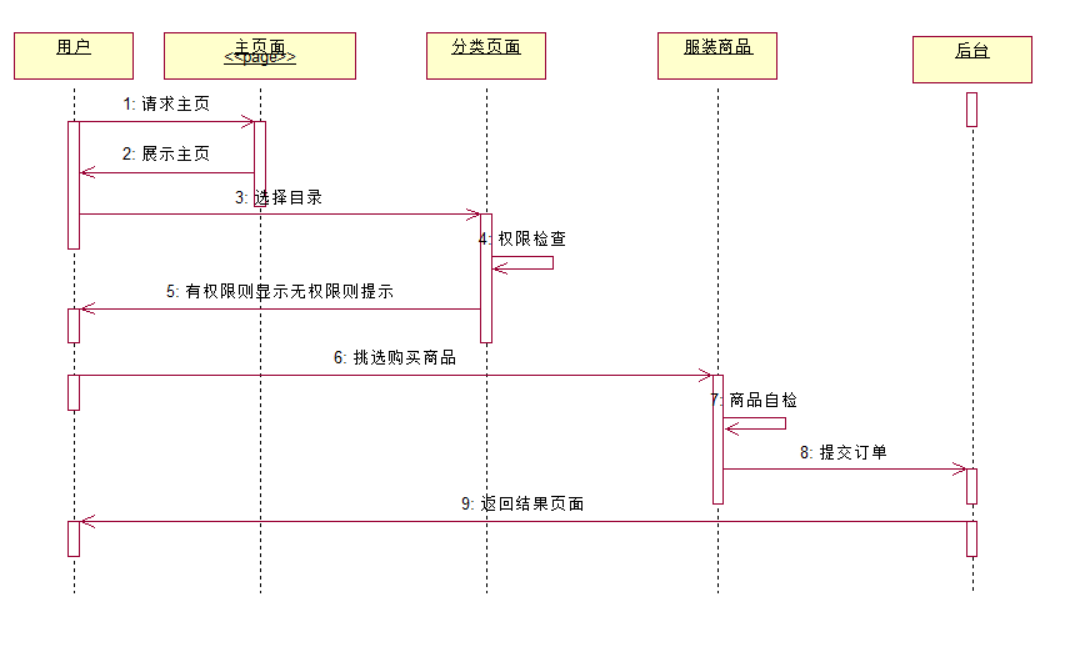 用户
主页面
<<page>>
分类页面
服装商品
后台
1: 请求主页
2: 展示主页
3: 选择目录
4: 权限检查
5: 有权限则显示无权限则提示
6: 挑选购买商品
7: 商品自检
8: 提交订单
9: 返回结果页面